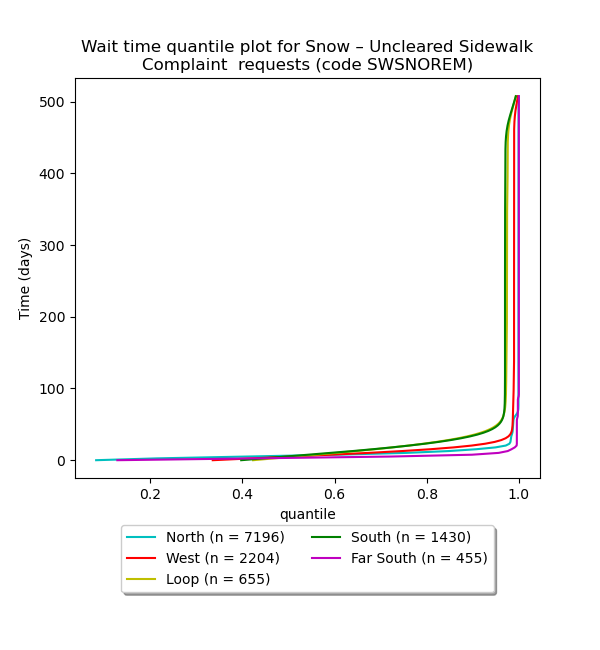 Wait time quantile plot for Snow – Uncleared Sidewalk
Complaint  requests (code SWSNOREM)
500
400
300
200
100
0
Time (days)
0.2
0.4
0.6
0.8
1.0
quantile
North (n = 7196)
West (n = 2204)
Loop (n = 655)
South (n = 1430)
Far South (n = 455)